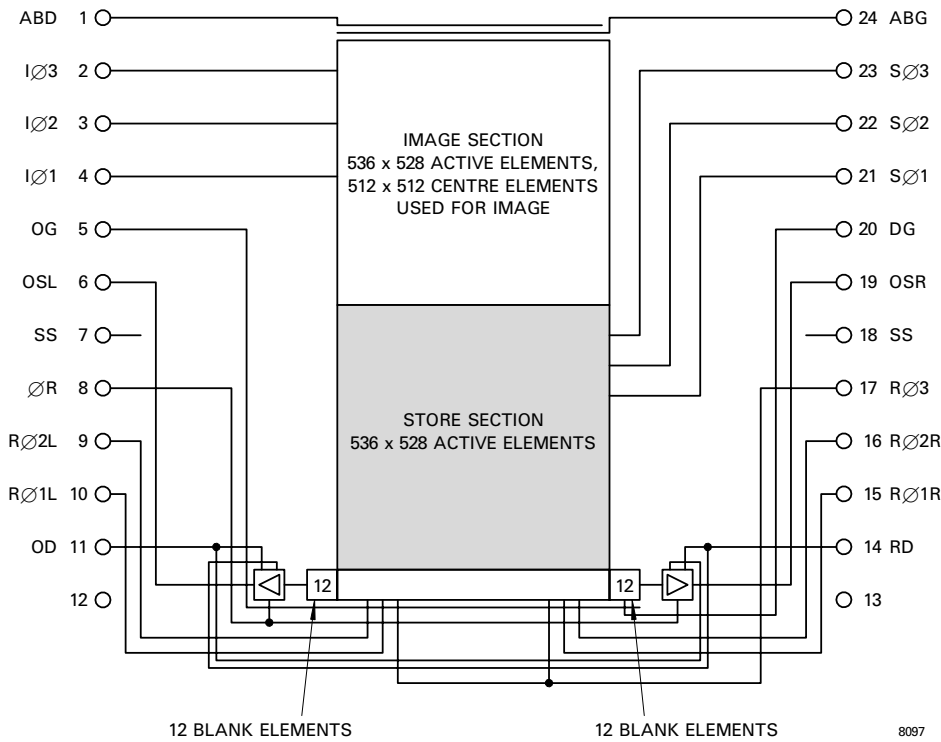 ABD 1
24 ABG
I∅3 2
23 S∅3
I∅2 3
22 S∅2
IMAGE SECTION
536 x 528 ACTIVE ELEMENTS,
512 x 512 CENTRE ELEMENTS
USED FOR IMAGE
I∅1 4
21 S∅1
OG 5
20 DG
OSL 6
19 OSR
SS 7
18 SS
∅R 8
17 R∅3
STORE SECTION
536 x 528 ACTIVE ELEMENTS
R∅2L 9
16 R∅2R
R∅1L 10
15 R∅1R
OD 11
14 RD
12
12
12
13
12 BLANK ELEMENTS
12 BLANK ELEMENTS
8097